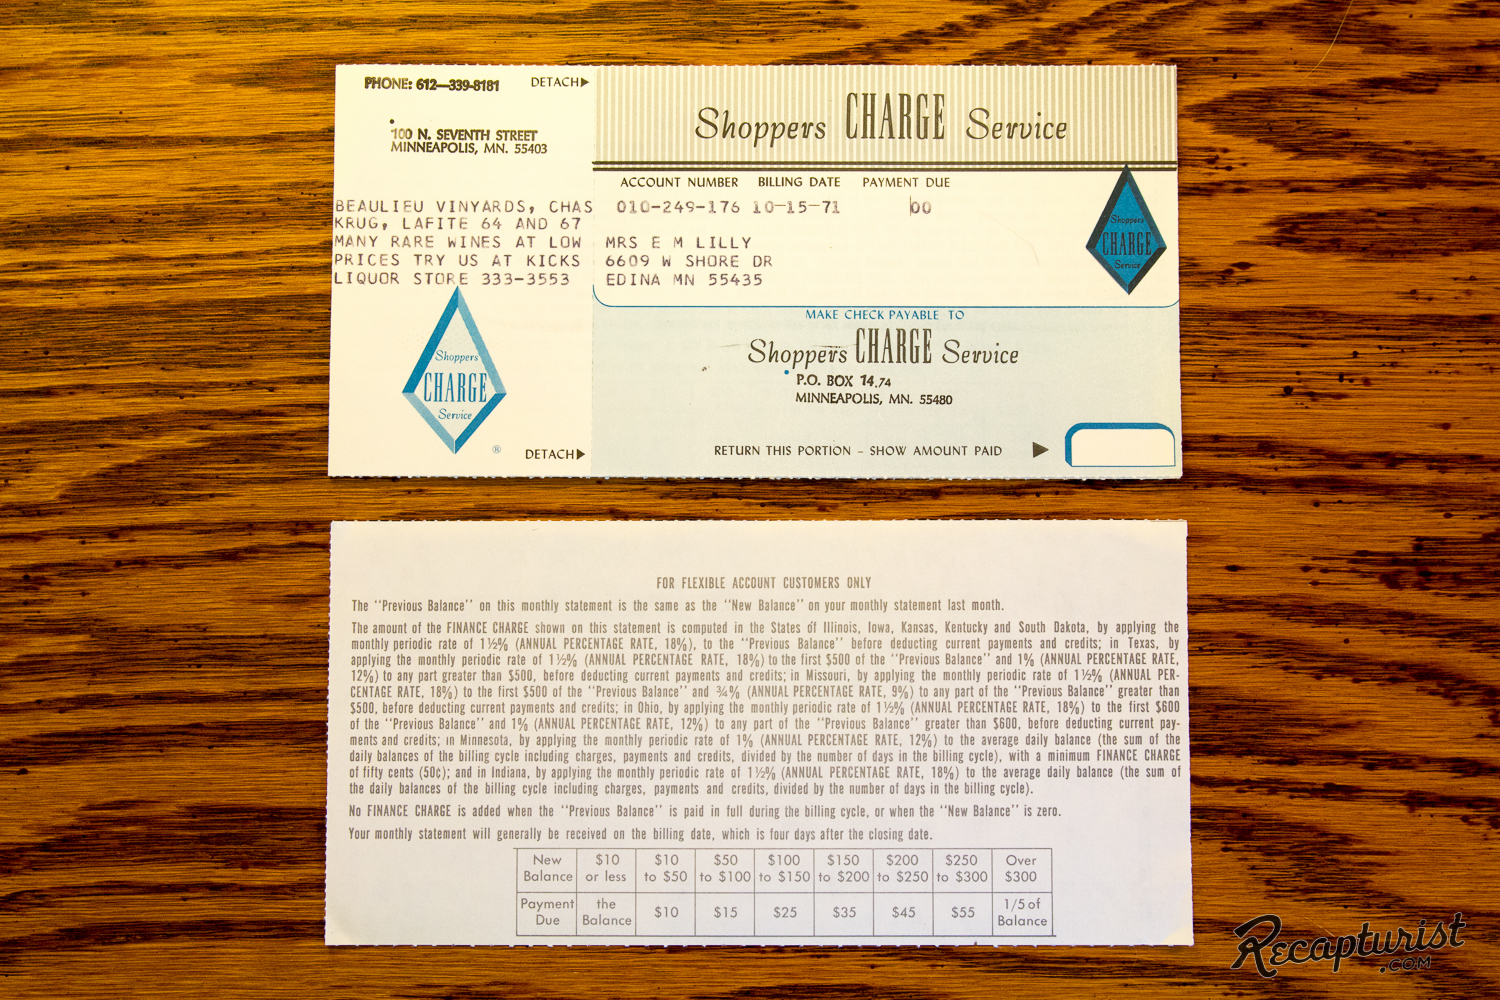 PHONE: 612—339-8181
DETACH▶
100 N. SEVENTH STREET
MINNEAPOLIS, MN. 55403
BEAULIEU VINYARDS, CHAS
KRUG, LAFITE 64 AND 67
MANY RARE WINES AT LOW
PRICES TRY US AT KICKS
LIQUOR STORE 333-3553
Shoppers
CHARGE
Service
®
DETACH▶
Shoppers CHARGE Service
ACCOUNT NUMBER BILLING DATE PAYMENT DUE
010-249-176 10-15-71 00
MRS E M LILLY
6609 W SHORE DR
EDINA MN 55435
Shoppers
CHARGE
Service
MAKE CHECK PAYABLE TO
Shoppers CHARGE Service
P.O. BOX 14,74
MINNEAPOLIS, MN. 55480
RETURN THIS PORTION – SHOW AMOUNT PAID ▶
FOR FLEXIBLE ACCOUNT CUSTOMERS ONLY
The "Previous Balance" on this monthly statement is the same as the "New Balance" on your monthly statement last month.
The amount of the FINANCE CHARGE shown on this statement is computed in the States of Illinois, Iowa, Kansas, Kentucky and South Dakota, by applying the
monthly periodic rate of 1½% (ANNUAL PERCENTAGE RATE, 18%), to the "Previous Balance" before deducting current payments and credits; in Texas, by
applying the monthly periodic rate of 1½% (ANNUAL PERCENTAGE RATE, 18%) to the first $500 of the "Previous Balance" and 1% (ANNUAL PERCENTAGE RATE,
12%) to any part greater than $500, before deducting current payments and credits; in Missouri, by applying the monthly periodic rate of 1½% (ANNUAL PER-
CENTAGE RATE, 18%) to the first $500 of the "Previous Balance" and ¾% (ANNUAL PERCENTAGE RATE, 9%) to any part of the "Previous Balance" greater than
$500, before deducting current payments and credits; in Ohio, by applying the monthly periodic rate of 1½% (ANNUAL PERCENTAGE RATE, 18%) to the first $600
of the "Previous Balance" and 1% (ANNUAL PERCENTAGE RATE, 12%) to any part of the "Previous Balance" greater than $600, before deducting current pay-
ments and credits; in Minnesota, by applying the monthly periodic rate of 1% (ANNUAL PERCENTAGE RATE, 12%) to the average daily balance (the sum of the
daily balances of the billing cycle including charges, payments and credits, divided by the number of days in the billing cycle), with a minimum FINANCE CHARGE
of fifty cents (50¢); and in Indiana, by applying the monthly periodic rate of 1½% (ANNUAL PERCENTAGE RATE, 18%) to the average daily balance (the sum of
the daily balances of the billing cycle including charges, payments and credits, divided by the number of days in the billing cycle).
No FINANCE CHARGE is added when the "Previous Balance" is paid in full during the billing cycle, or when the "New Balance" is zero.
Your monthly statement will generally be received on the billing date, which is four days after the closing date.
New $10 $10 $50 $100 $150 $200 $250 Over
Balance or less to $50 to $100 to $150 to $200 to $250 to $300 $300
Payment the $10 $15 $25 $35 $45 $55 1/5 of
Due Balance Balance
Recapturist
.COM